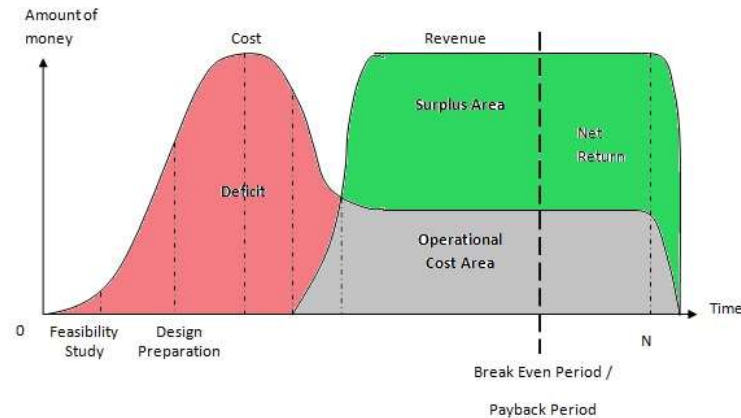 Amount of
money
Cost
Revenue
Surplus Area
Net
Return
Deficit
Operational
Cost Area
Time
0
Feasibility
Study
Design
Preparation
N
Break Even Period /
Payback Period